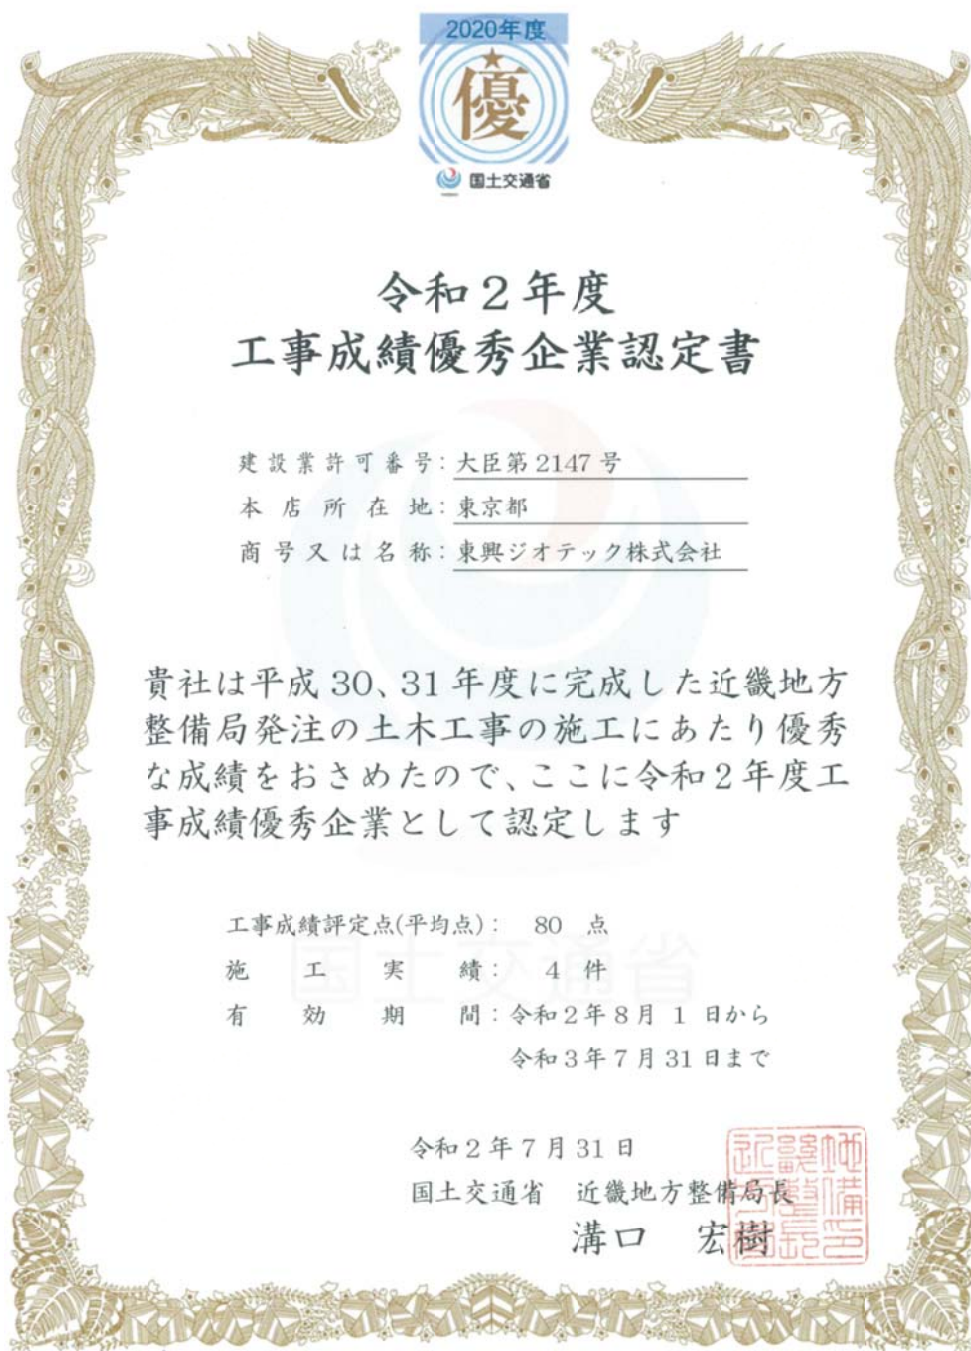 2020年度
優
国土交通省
令和2年度
工事成績優秀企業認定書
建設業許可番号：大臣第2147号
本店所在地：東京都
商号又は名称：東興ジオテック株式会社
貴社は平成30、31年度に完成した近畿地方
整備局発注の土木工事の施工にあたり優秀
な成績をおさめたので、ここに令和2年度工
事成績優秀企業として認定します
国土交通省
工事成績評定点(平均点)： 80 点
施工実績： 4 件
有効期間：令和2年8月1日から
令和3年7月31日まで
令和2年7月31日
国土交通省 近畿地方整備局長
溝口 宏樹